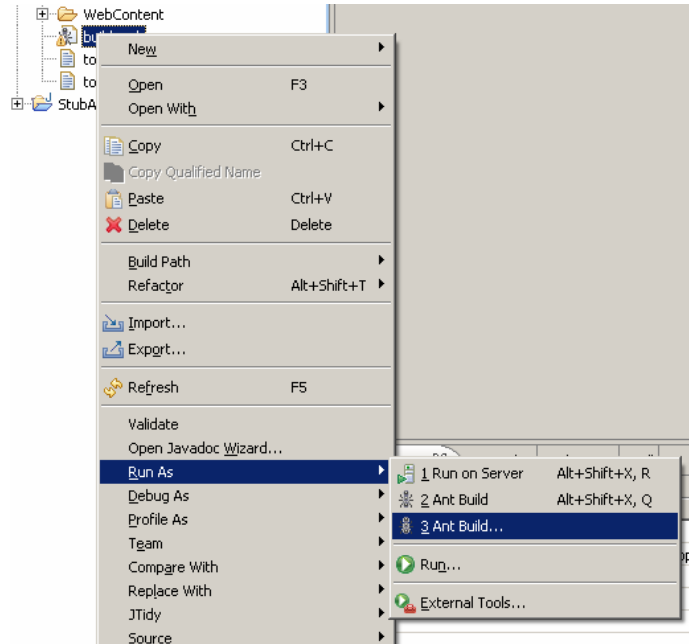 WebContent
New
Open F3
Open With
Copy Ctrl+C
Copy Qualified Name
Paste Ctrl+V
Delete Delete
Build Path
Refactor Alt+Shift+T
Import...
Export...
Refresh F5
Validate
Open Javadoc Wizard...
Run As
Debug As
Profile As
Team
Compare With
Replace With
JTidy
Source
to
to
StubA
1 Run on Server Alt+Shift+X, R
2 Ant Build Alt+Shift+X, Q
3 Ant Build...
Run...
External Tools...